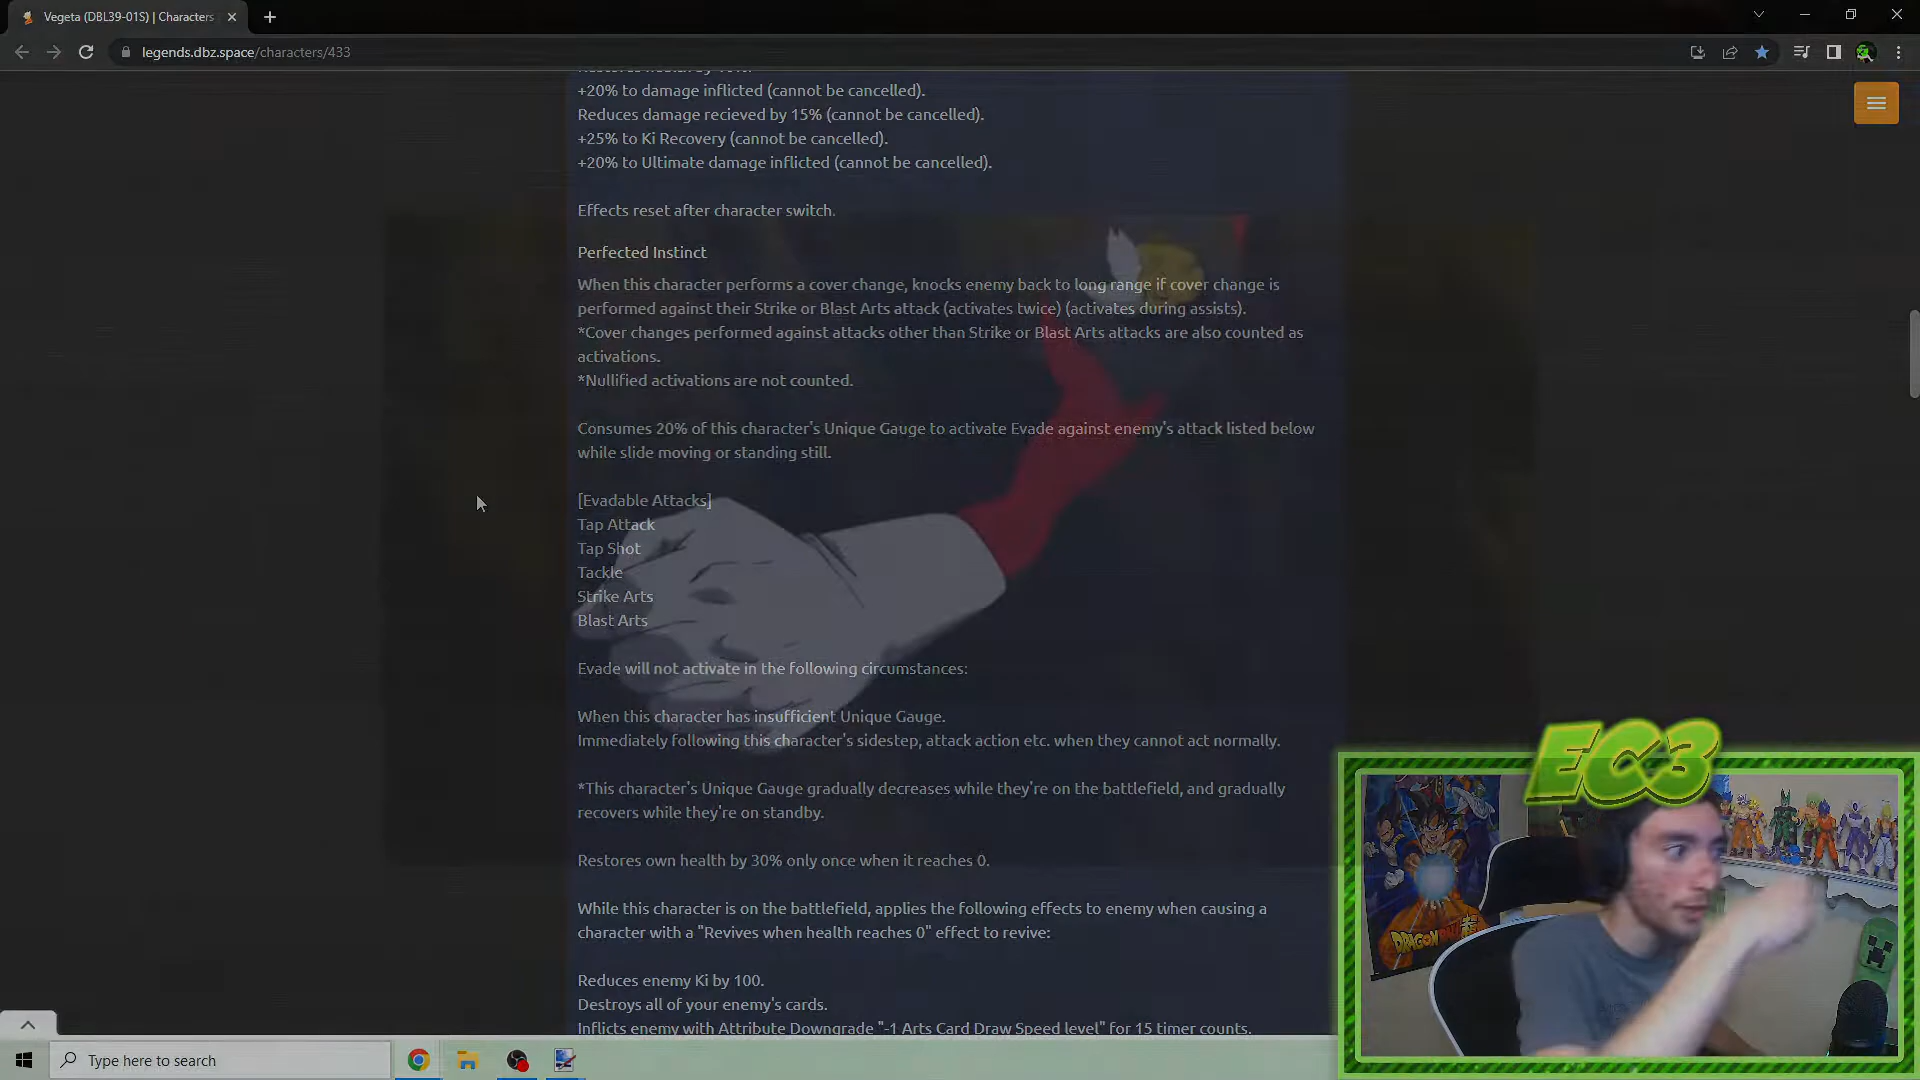 Vegeta (DBL39-01S) | Characters
legends.dbz.space/characters/433
+20% to damage inflicted (cannot be cancelled).
Reduces damage recieved by 15% (cannot be cancelled).
+25% to Ki Recovery (cannot be cancelled).
+20% to Ultimate damage inflicted (cannot be cancelled).
Effects reset after character switch.
Perfected Instinct
When this character performs a cover change, knocks enemy back to long range if cover change is
performed against their Strike or Blast Arts attack (activates twice) (activates during assists).
*Cover changes performed against attacks other than Strike or Blast Arts attacks are also counted as
activations.
*Nullified activations are not counted.
Consumes 20% of this character's Unique Gauge to activate Evade against enemy's attack listed below
while slide moving or standing still.
[Evadable Attacks]
Tap Attack
Tap Shot
Tackle
Strike Arts
Blast Arts
Evade will not activate in the following circumstances:
When this character has insufficient Unique Gauge.
Immediately following this character's sidestep, attack action etc. when they cannot act normally.
*This character's Unique Gauge gradually decreases while they're on the battlefield, and gradually
recovers while they're on standby.
Restores own health by 30% only once when it reaches 0.
While this character is on the battlefield, applies the following effects to enemy when causing a
character with a "Revives when health reaches 0" effect to revive:
Reduces enemy Ki by 100.
Destroys all of your enemy's cards.
Inflicts enemy with Attribute Downgrade "-1 Arts Card Draw Speed level" for 15 timer counts.
EC3
DRAGON
Type here to search